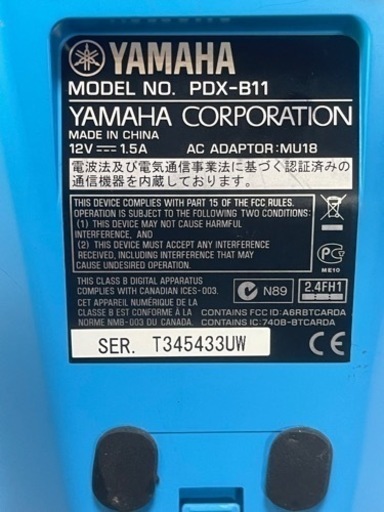 YAMAHA
MODEL NO. PDX-B11
YAMAHA CORPORATION
MADE IN CHINA
12V 1.5A AC ADAPTOR:MU18
電波法及び電気通信事業法に基づく認証済みの
通信機器を内蔵しております。
THIS DEVICE COMPLIES WITH PART 15 OF THE FCC RULES.
OPERATION IS SUBJECT TO THE FOLLOWING TWO CONDITIONS:
(1) THIS DEVICE MAY NOT CAUSE HARMFUL
INTERFERENCE, AND
(2) THIS DEVICE MUST ACCEPT ANY INTERFERENCE
RECEIVED, INCLUDING INTERFERENCE THAT MAY
CAUSE UNDESIRED OPERATION.
ME10
THIS CLASS B DIGITAL APPARATUS
COMPLIES WITH CANADIAN ICES-003.
CET APPAREIL NUMÉRIQUE DE LA
CLASSE B EST CONFORME À LA
NORME NMB-003 DU CANADA.
N89
2.4FH1
CONTAINS FCC ID:A6RBTCARDA
CONTAINS IC:740B-BTCARDA
SER. T345433UW
CE